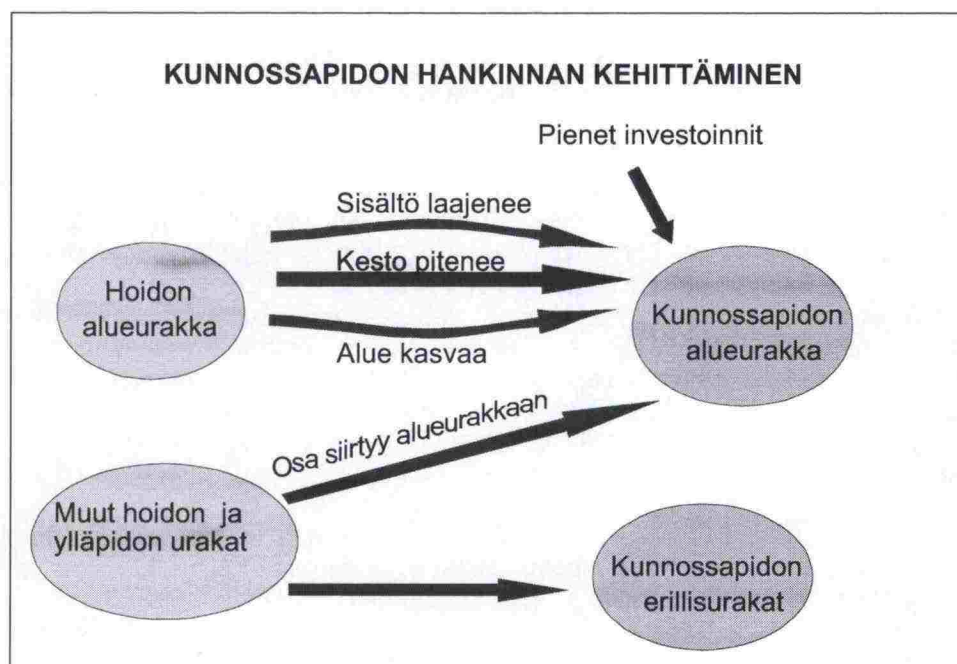 KUNNOSSAPIDON HANKINNAN KEHITTÄMINEN
Pienet investoinnit
Sisältö laajenee
Kesto pitenee
Hoidon
alueurakka
Kunnossapidon
alueurakka
Alue kasvaa
Osa siirtyy alueurakkaan
Muut hoidon ja
ylläpidon urakat
Kunnossapidon
erillisurakat